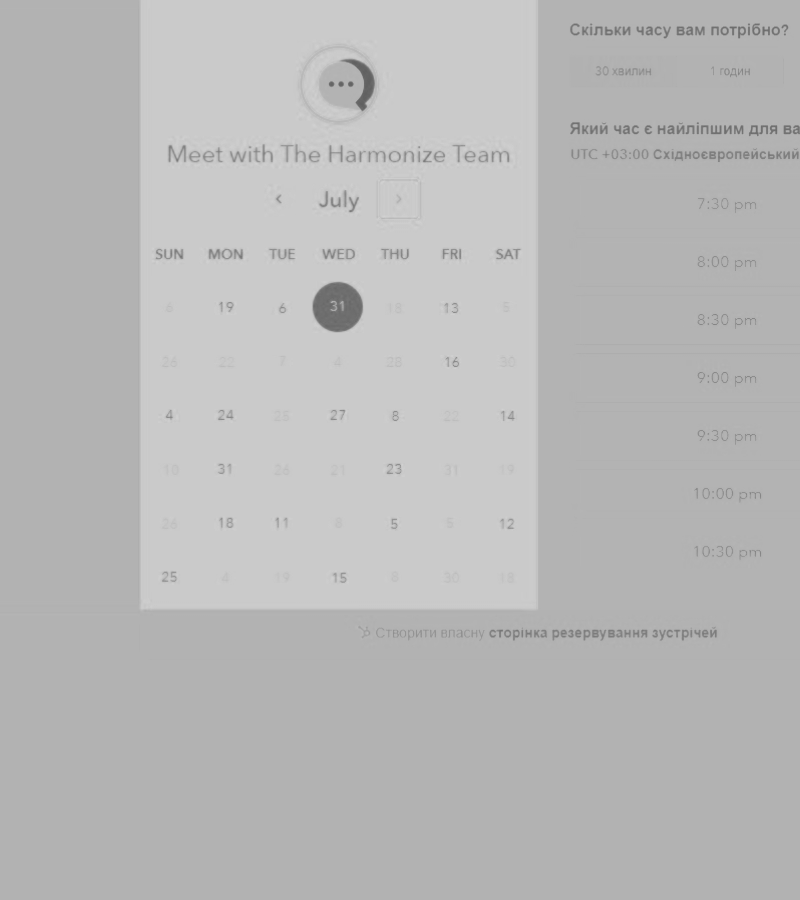 Meet with The Harmonize Team
July
SUN MON TUE WED THU FRI SAT
6 19 6 31 18 13 5
26 22 7 4 28 16 30
4 24 25 27 8 22 14
10 31 26 21 23 31 19
26 18 11 8 5 5 12
25 4 19 15 8 30 18
Скільки часу вам потрібно?
30 хвилин 1 годин
Який час є найліпшим для ва
UTC +03:00 Східноєвропейський
7:30 pm
8:00 pm
8:30 pm
9:00 pm
9:30 pm
10:00 pm
10:30 pm
Створити власну сторінка резервування зустрічей